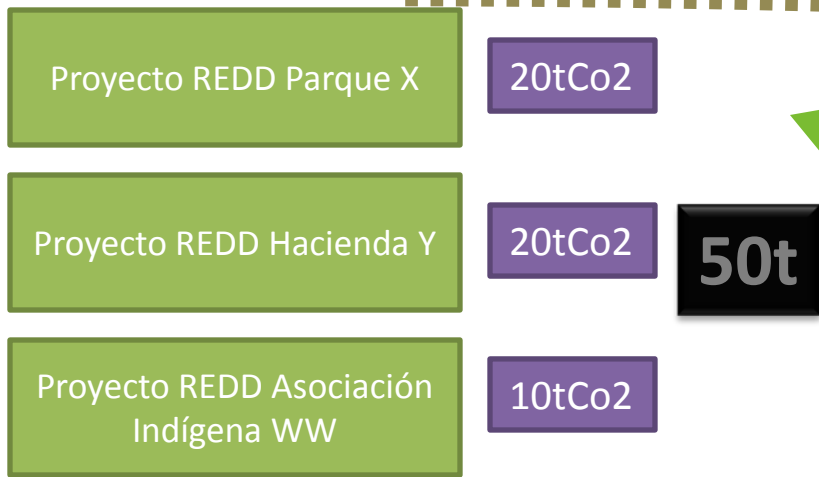 Proyecto REDD Parque X
20tCo2
Proyecto REDD Hacienda Y
20tCo2
50t
Proyecto REDD Asociación
Indígena WW
10tCo2